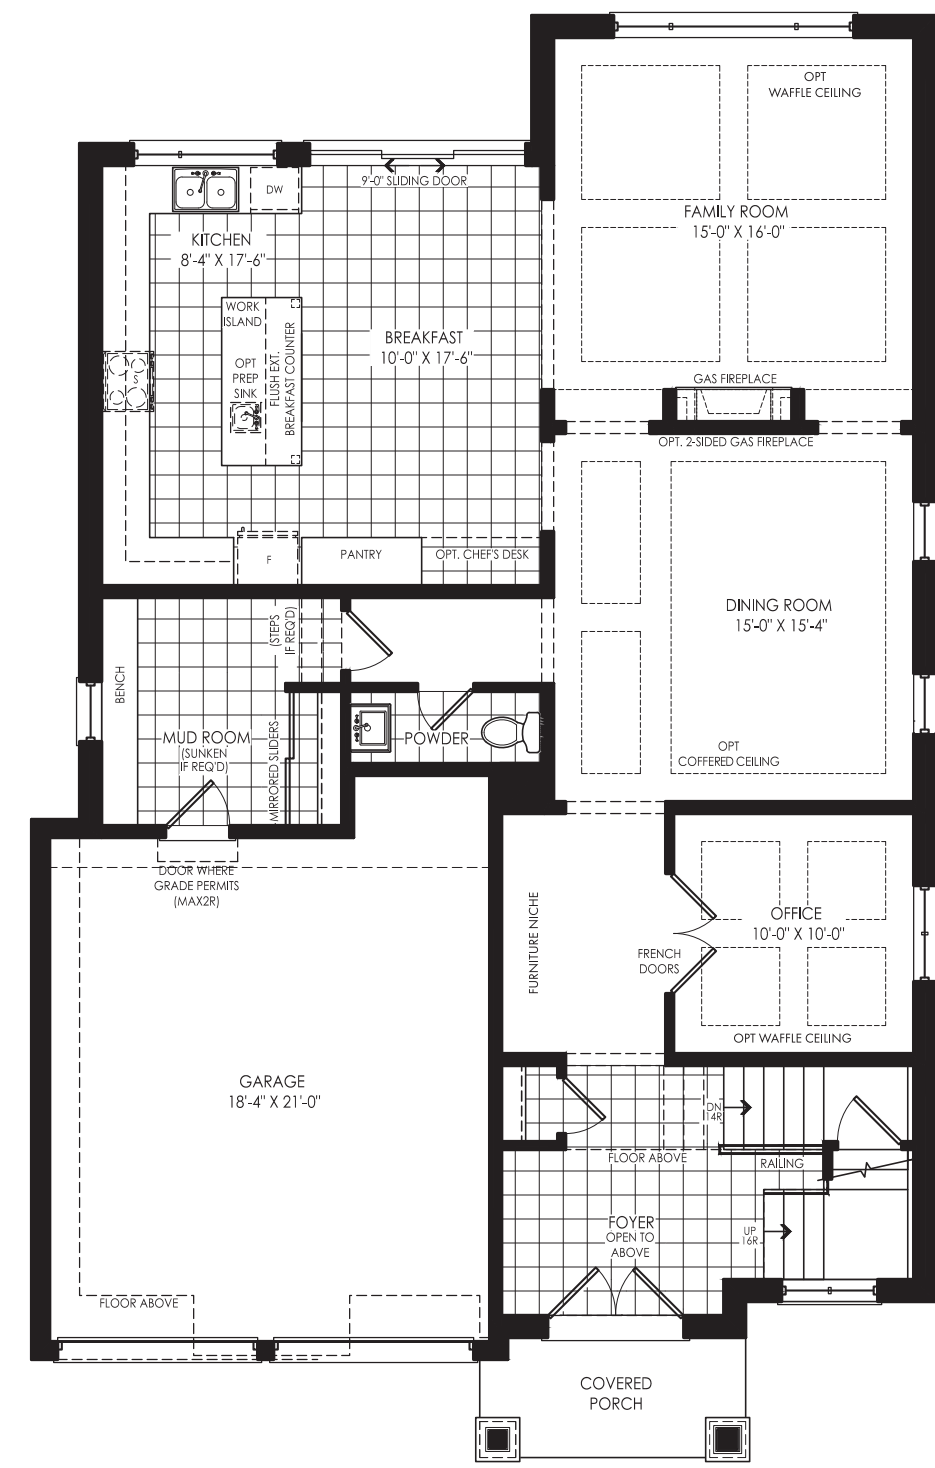 OPT
WAFFLE CEILING
9'-0" SLIDING DOOR
DW
FAMILY ROOM
15'-0" X 16'-0"
KITCHEN
8'-4" X 17'-6"
WORK
ISLAND
BREAKFAST
10'-0" X 17'-6"
OPT
PREP
SINK
FLUSH EXT.
BREAKFAST COUNTER
S
GAS FIREPLACE
OPT. 2-SIDED GAS FIREPLACE
F
PANTRY
OPT. CHEF'S DESK
DINING ROOM
15'-0" X 15'-4"
(STEPS
IF REQ'D)
BENCH
MUD ROOM
(SUNKEN
IF REQ'D)
MIRRORED SLIDERS
POWDER
OPT
COFFERED CEILING
DOOR WHERE
GRADE PERMITS
(MAX2R)
FURNITURE NICHE
OFFICE
10'-0" X 10'-0"
FRENCH
DOORS
OPT WAFFLE CEILING
GARAGE
18'-4" X 21'-0"
DN
14R
FLOOR ABOVE
RAILING
FOYER
OPEN TO
ABOVE
UP
16R
FLOOR ABOVE
COVERED
PORCH